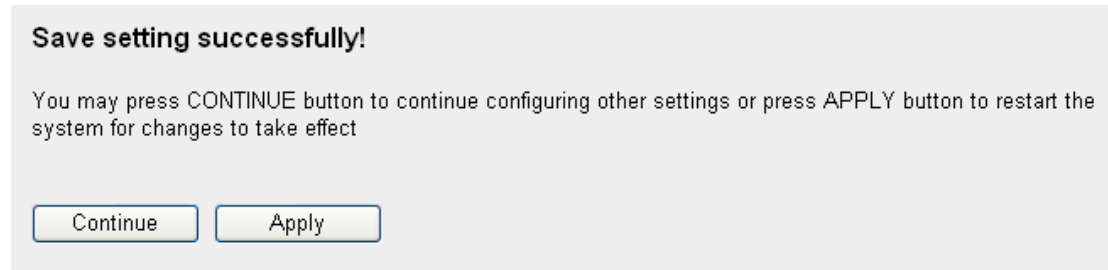 Save setting successfully!
You may press CONTINUE button to continue configuring other settings or press APPLY button to restart the
system for changes to take effect
Continue
Apply